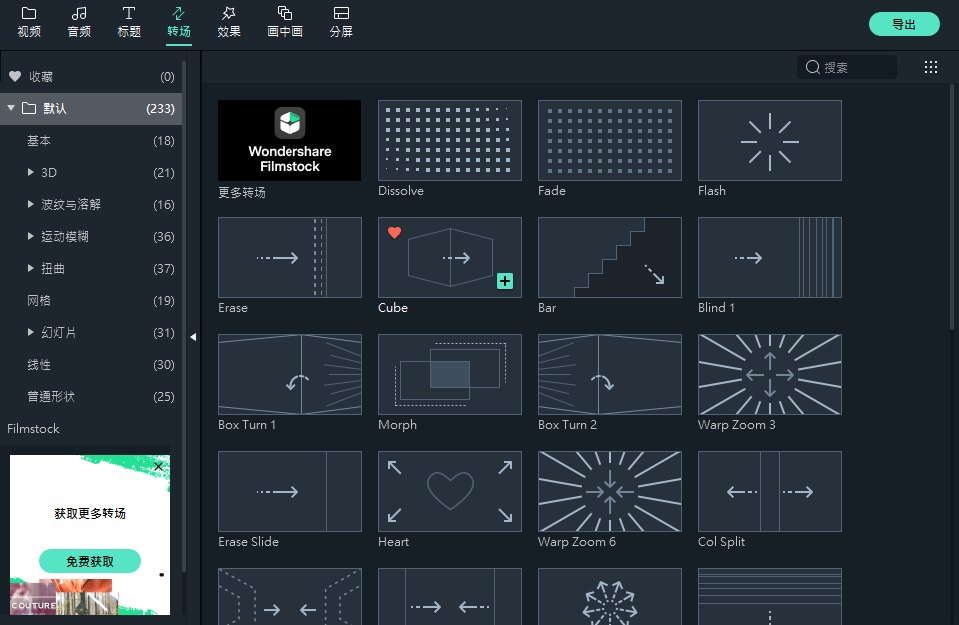 视频 音频 标题 转场 效果 画中画 分屏 导出
搜索
收藏 (0)
默认 (233)
基本 (18)
3D (21)
波纹与溶解 (16)
运动模糊 (36)
扭曲 (37)
网格 (19)
幻灯片 (31)
线性 (30)
普通形状 (25)
Filmstock
获取更多转场
免费获取
COUTURE
Wondershare
Filmstock
更多转场 Dissolve Fade Flash
Erase Cube Bar Blind 1
Box Turn 1 Morph Box Turn 2 Warp Zoom 3
Erase Slide Heart Warp Zoom 6 Col Split